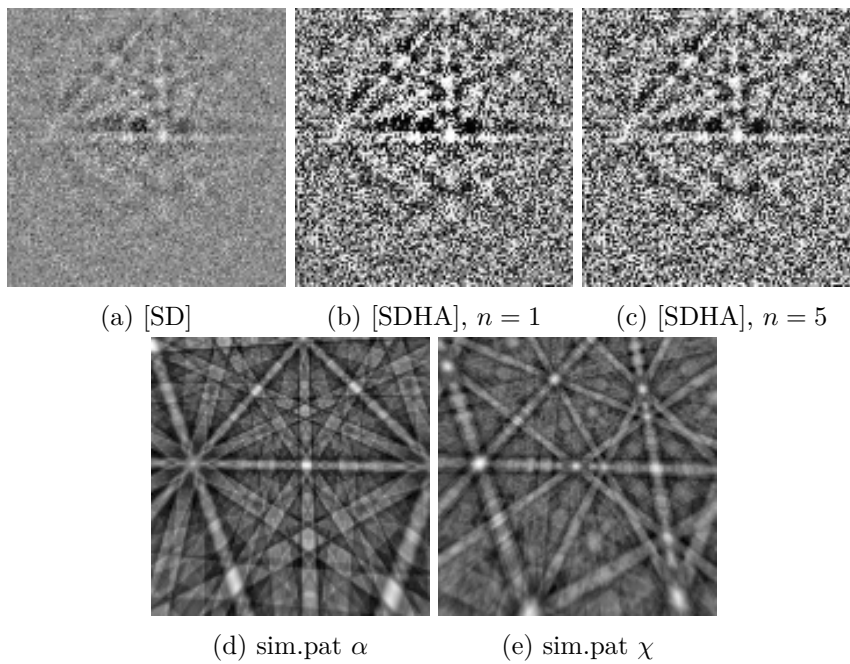 (a) [SD]
(b) [SDHA], n = 1
(c) [SDHA], n = 5
(d) sim.pat α
(e) sim.pat χ